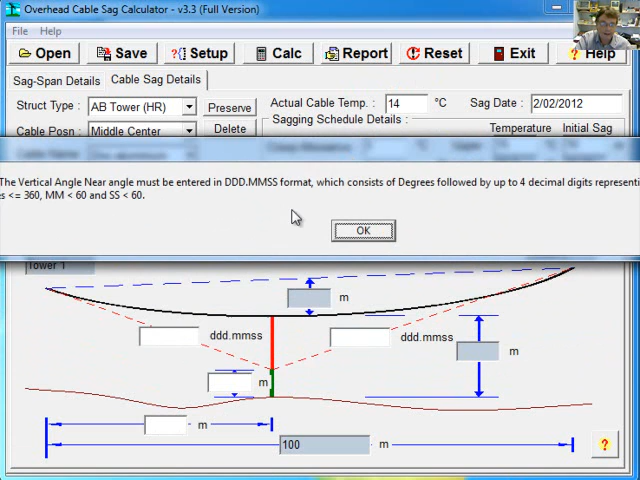 Overhead Cable Sag Calculator - v3.3 (Full Version)
File Help
Open Save Setup Calc Report Reset Exit Help
Sag-Span Details Cable Sag Details
Struct Type : AB Tower (HR) Preserve Actual Cable Temp.: 14 °C Sag Date : 2/02/2012
Cable Posn : Middle Center Delete Sagging Schedule Details :
Temperature Initial Sag
Cable Name
The Vertical Angle Near angle must be entered in DDD.MMSS format, which consists of Degrees followed by up to 4 decimal digits representi
es <= 360, MM < 60 and SS < 60.
OK
Tower 1
m
ddd.mmss ddd.mmss
m
m
m
100 m ?